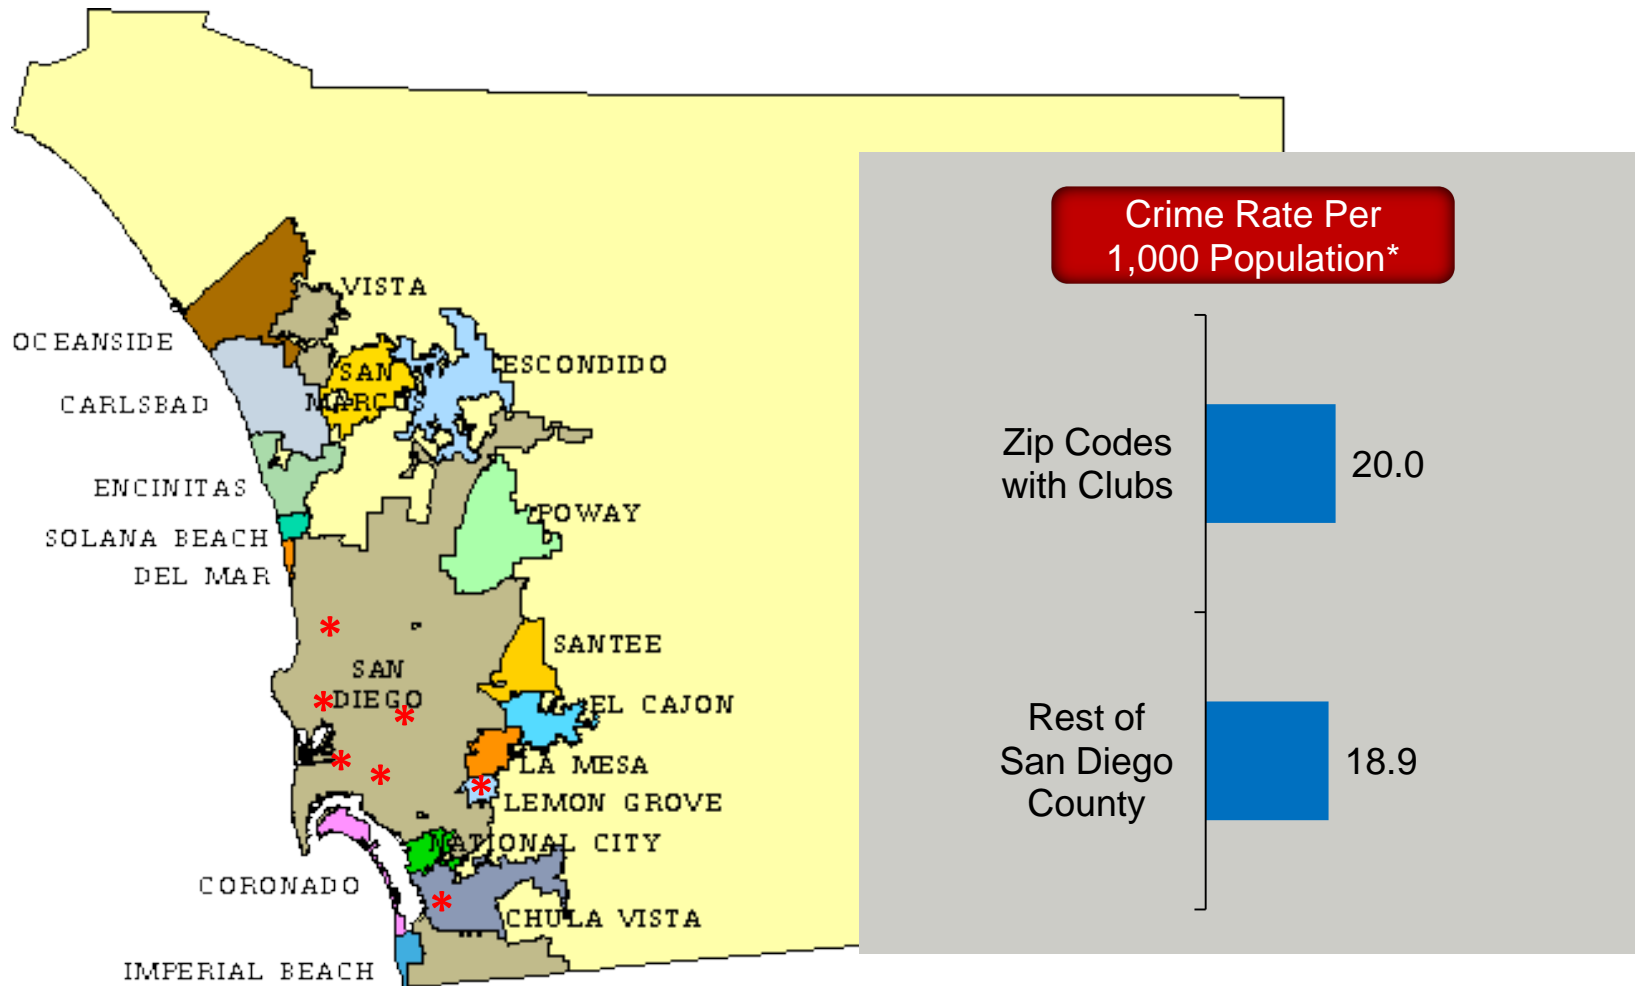 VISTA
OCEANSIDE
ESCONDIDO
SAN
MARCOS
CARLSBAD
ENCINITAS
POWAY
SOLANA BEACH
DEL MAR
*
SANTEE
SAN
DIEGO
*
*
EL CAJON
*
LA MESA
*
*
LEMON GROVE
NATIONAL CITY
CORONADO
*
CHULA VISTA
IMPERIAL BEACH
Crime Rate Per
1,000 Population*
Zip Codes
with Clubs
20.0
Rest of
San Diego
County
18.9